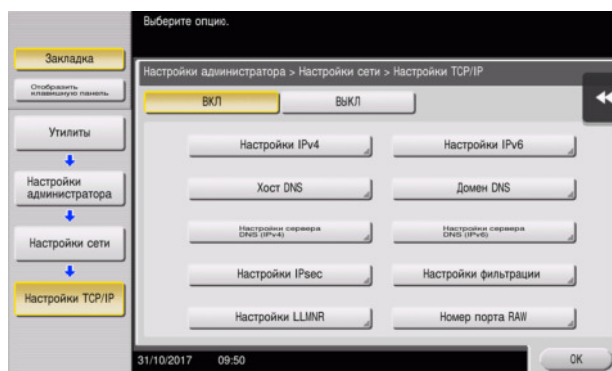 Выберите опцию.
Закладка
Отобразить
клавишную панель
Утилиты
Настройки
администратора
Настройки сети
Настройки TCP/IP
Настройки администратора > Настройки сети > Настройки TCP/IP
ВКЛ
ВЫКЛ
Настройки IPv4
Настройки IPv6
Хост DNS
Домен DNS
Настройки сервера
DNS (IPv4)
Настройки сервера
DNS (IPv6)
Настройки IPsec
Настройки фильтрации
Настройки LLMNR
Номер порта RAW
31/10/2017 09:50
OK